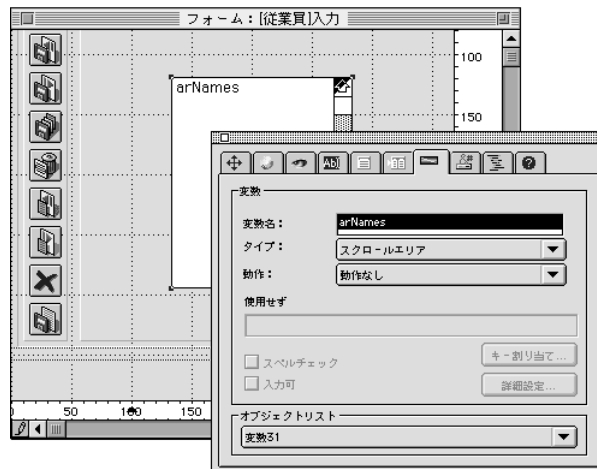 フォーム：[従業員]入力
arNames
100
150
変数
変数名：
arNames
タイプ：
スクロールエリア
動作：
動作なし
使用せず
スペルチェック
入力可
キー割り当て...
詳細設定...
オブジェクトリスト
変数31
50
100
150